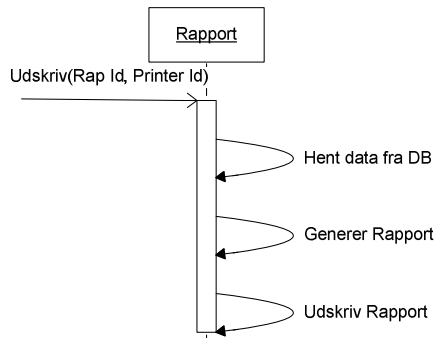 Rapport
Udskriv(Rap Id, Printer Id)
Hent data fra DB
Generer Rapport
Udskriv Rapport